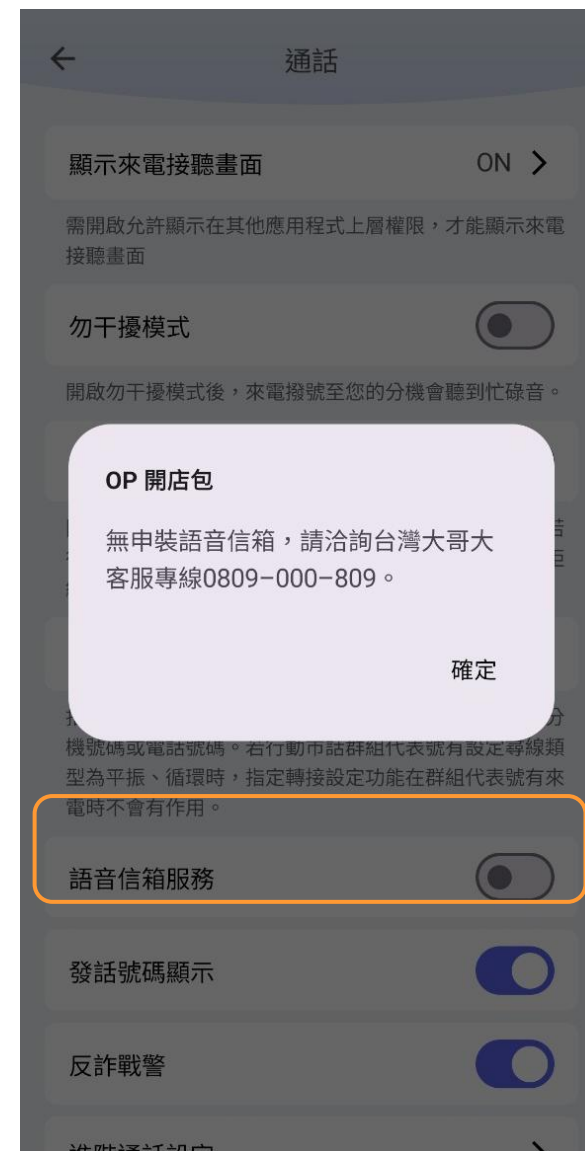 通話
顯示來電接聽畫面 ON
需開啟允許顯示在其他應用程式上層權限，才能顯示來電
接聽畫面
勿干擾模式
開啟勿干擾模式後，來電撥號至您的分機會聽到忙碌音。
OP 開店包
無申裝語音信箱，請洽詢台灣大哥大
客服專線0809-000-809。
確定
機號碼或電話號碼。若行動市話群組代表號有設定尋線類
型為平振、循環時，指定轉接設定功能在群組代表號有來
電時不會有作用。
語音信箱服務
發話號碼顯示
反詐戰警
進階通話設定